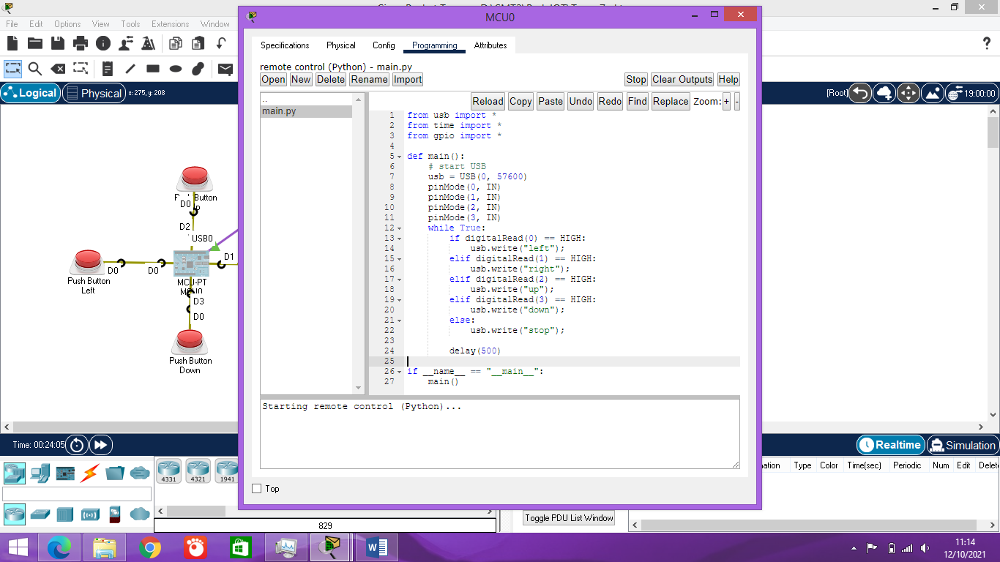 MCU0
File Edit Options View Tools Extensions Window
Specifications Physical Config Programming Attributes
remote control (Python) - main.py
Open New Delete Rename Import Stop Clear Outputs Help
Logical Physical x: 275, y: 208 [Root] 19:00:00
Reload Copy Paste Undo Redo Find Replace Zoom: + -
..
main.py
1 from usb import *
2 from time import *
3 from gpio import *
4
5 def main():
6 # start USB
7 usb = USB(0, 57600)
8 pinMode(0, IN)
9 pinMode(1, IN)
10 pinMode(2, IN)
11 pinMode(3, IN)
12 while True:
13 if digitalRead(0) == HIGH:
14 usb.write("left");
15 elif digitalRead(1) == HIGH:
16 usb.write("right");
17 elif digitalRead(2) == HIGH:
18 usb.write("up");
19 elif digitalRead(3) == HIGH:
20 usb.write("down");
21 else:
22 usb.write("stop");
23
24 delay(500)
25
26 if __name__ == "__main__":
27 main()
Starting remote control (Python)...
Top
Button
D0
D2
USB0
D1
D0 D0
Push Button
Left
MCU-PT
D3
D0
Push Button
Down
Time: 00:24:05
Realtime Simulation
4331 4321 1941
Type Color Time(sec) Periodic Num Edit
829
Toggle PDU List Window
11:14
12/10/2021